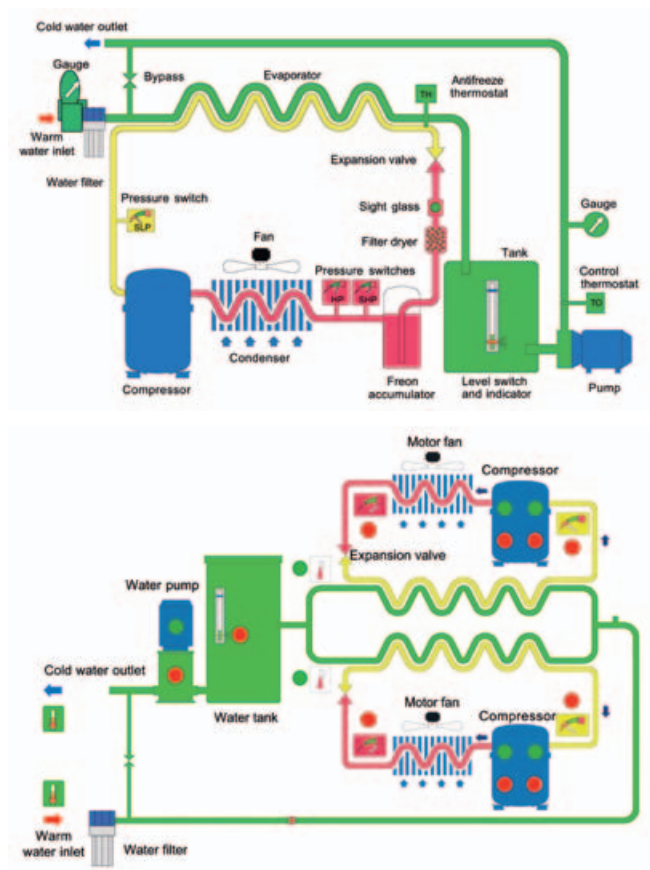 Cold water outlet
Gauge
Bypass
Evaporator
Antifreeze
thermostat
TH
Warm
water inlet
Expansion valve
Water filter
Pressure switch
SLP
Sight glass
Gauge
Fan
Filter dryer
Pressure switches
HP
SHP
Tank
Control
thermostat
TO
Condenser
Compressor
Freon
accumulator
Level switch
and indicator
Pump
Motor fan
Compressor
Expansion valve
Water pump
Cold water outlet
Water tank
Motor fan
Compressor
Warm
water inlet
Water filter